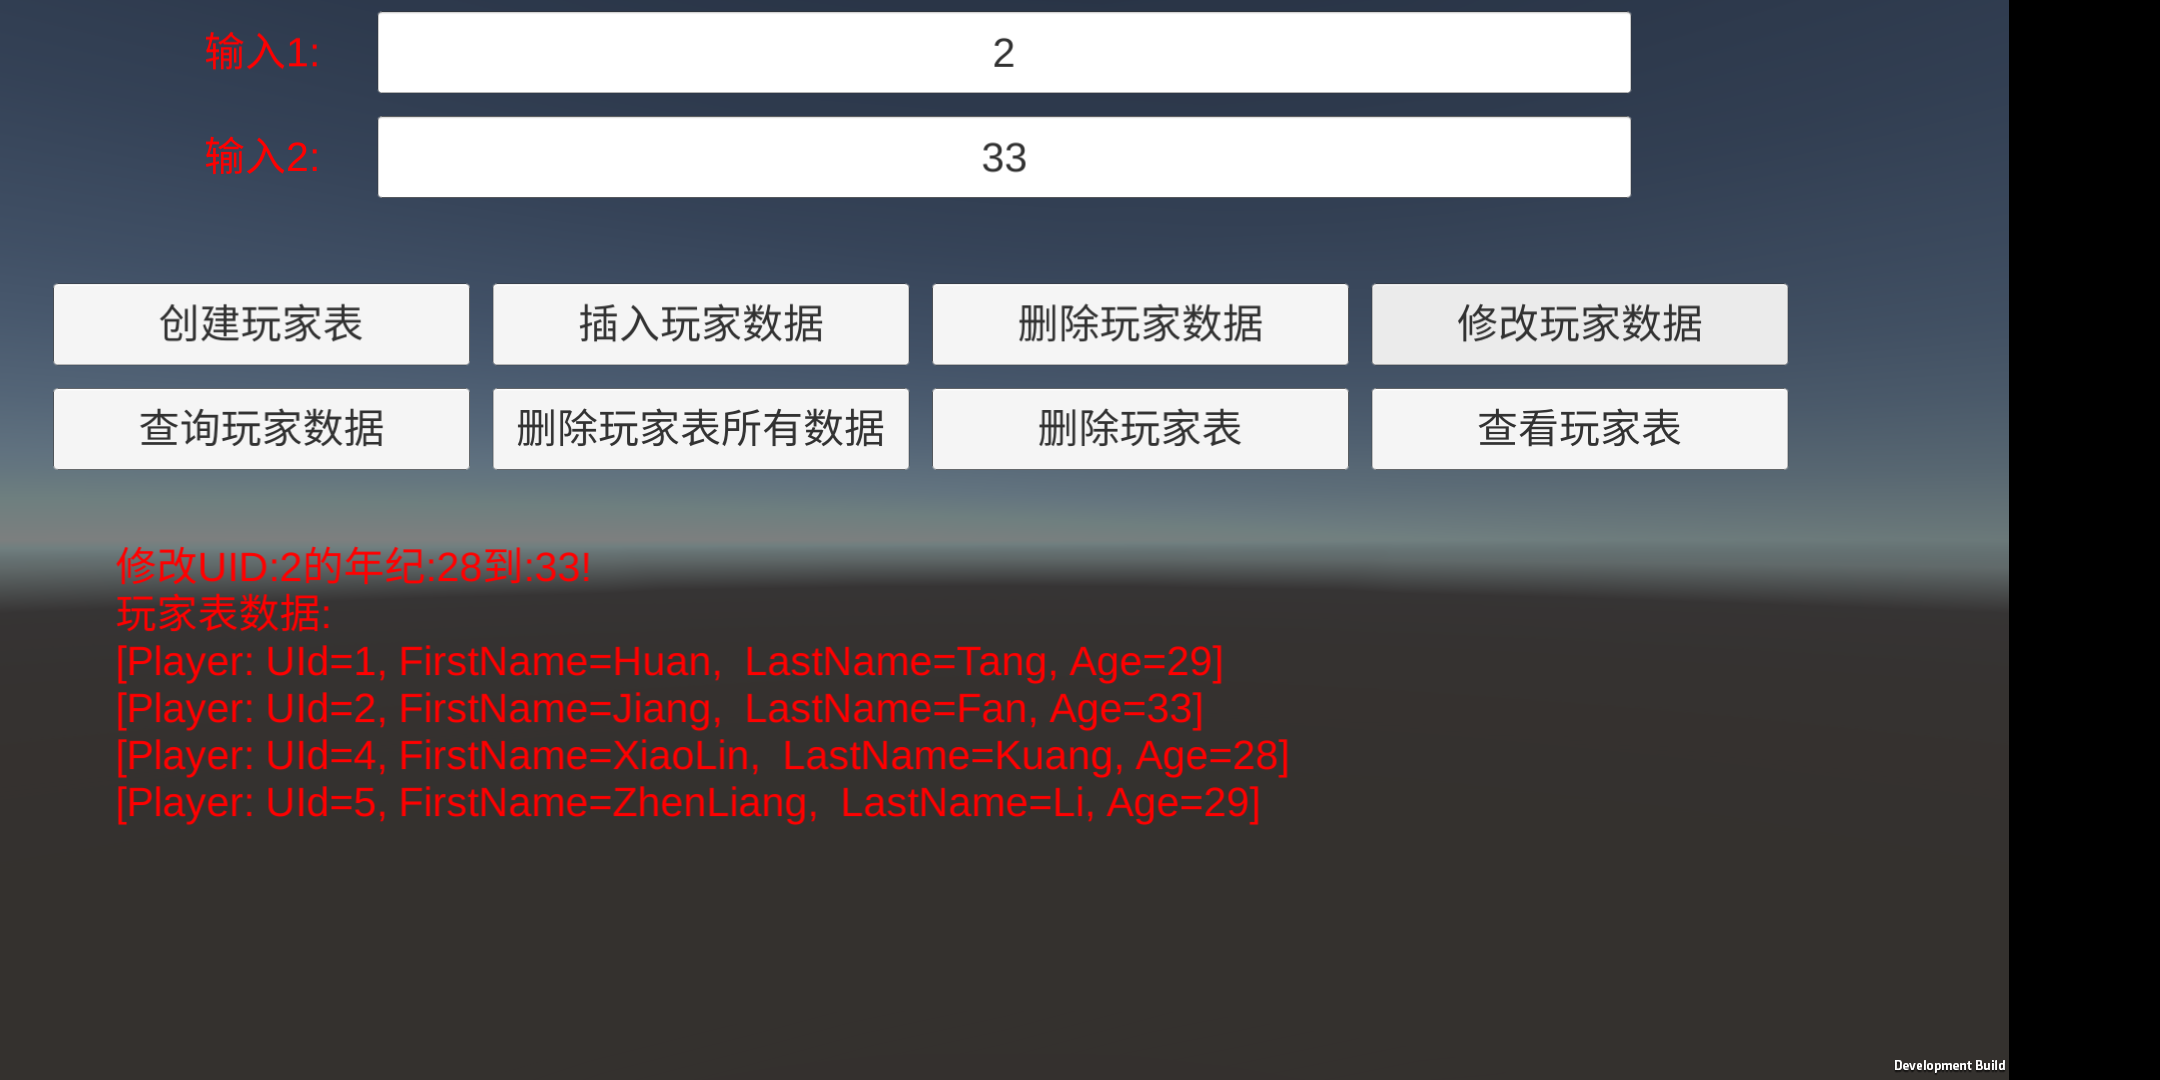 输入1:
2
输入2:
33
创建玩家表
插入玩家数据
删除玩家数据
修改玩家数据
查询玩家数据
删除玩家表所有数据
删除玩家表
查看玩家表
修改UID:2的年纪:28到:33!
玩家表数据:
[Player: UId=1, FirstName=Huan,  LastName=Tang, Age=29]
[Player: UId=2, FirstName=Jiang,  LastName=Fan, Age=33]
[Player: UId=4, FirstName=XiaoLin,  LastName=Kuang, Age=28]
[Player: UId=5, FirstName=ZhenLiang,  LastName=Li, Age=29]
Development Build